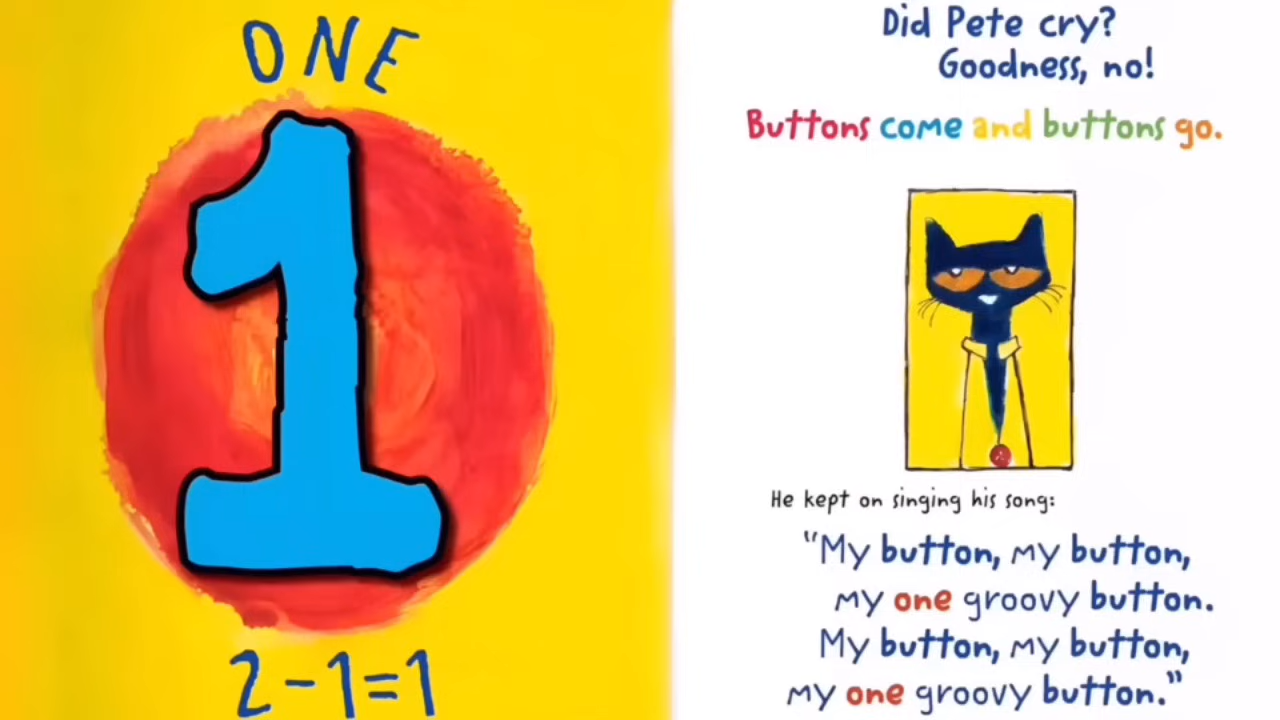 ONE
1
2-1=1
Did Pete cry?
Goodness, no!
Buttons come and buttons go.
He kept on singing his song:
“My button, my button,
my one groovy button.
My button, my button,
my one groovy button.”